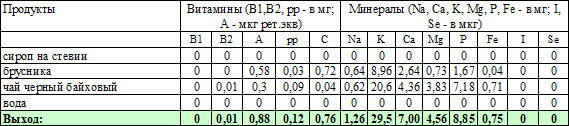 Продукты Витамины (В1,В2, рр - в мг; Минералы (Na, Ca, K, Mg, P, Fe - в мг; I,
А - мкг рет.экв) Se - в мкг)
В1 В2 А рр С Na K Ca Mg P Fe I Se
сироп на стевии 0 0 0 0 0 0 0 0 0 0 0 0 0
брусника 0 0 0,58 0,03 0,72 0,64 8,96 2,64 0,73 1,67 0,04 0 0
чай черный байховый 0 0,01 0,3 0,09 0,04 0,62 20,6 4,36 3,83 7,18 0,71 0 0
вода 0 0 0 0 0 0 0 0 0 0 0 0 0
Выход: 0 0,01 0,88 0,12 0,76 1,26 29,5 7,00 4,56 8,85 0,75 0 0